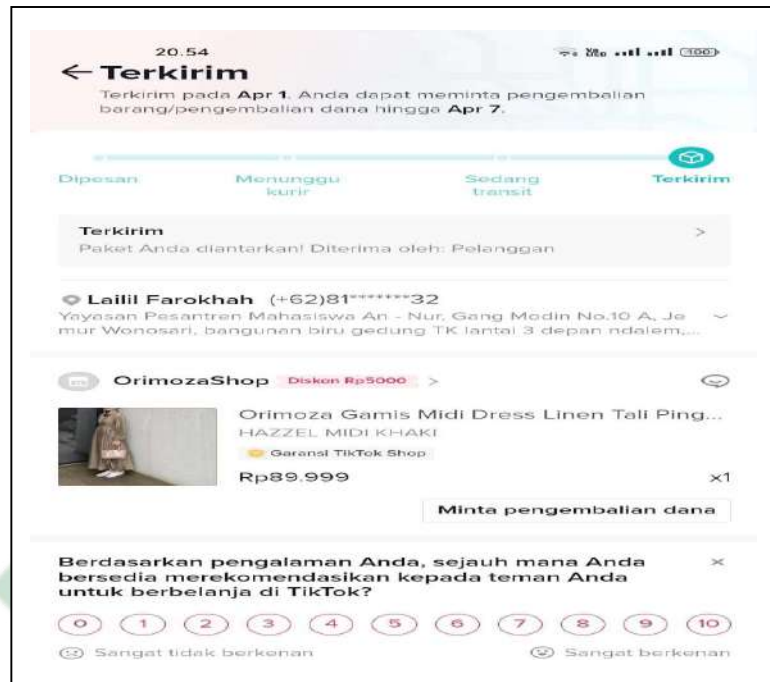 20.54
100
← Terkirim
Terkirim pada Apr 1. Anda dapat meminta pengembalian
barang/pengembalian dana hingga Apr 7.
Dipesan Menunggu kurir Sedang transit Terkirim
Terkirim >
Paket Anda diantarkan! Diterima oleh: Pelanggan
Lailil Farokhah (+62)81*******32
Yayasan Pesantren Mahasiswa An - Nur, Gang Modin No.10 A, Je
mur Wonosari, bangunan biru gedung TK lantai 3 depan ndalem,...
OrimozaShop Diskon Rp5000 >
Orimoza Gamis Midi Dress Linen Tali Ping...
HAZZEL MIDI KHAKI
Garansi TikTok Shop
Rp89.999 x1
Minta pengembalian dana
Berdasarkan pengalaman Anda, sejauh mana Anda ×
bersedia merekomendasikan kepada teman Anda
untuk berbelanja di TikTok?
0 1 2 3 4 5 6 7 8 9 10
Sangat tidak berkenan Sangat berkenan